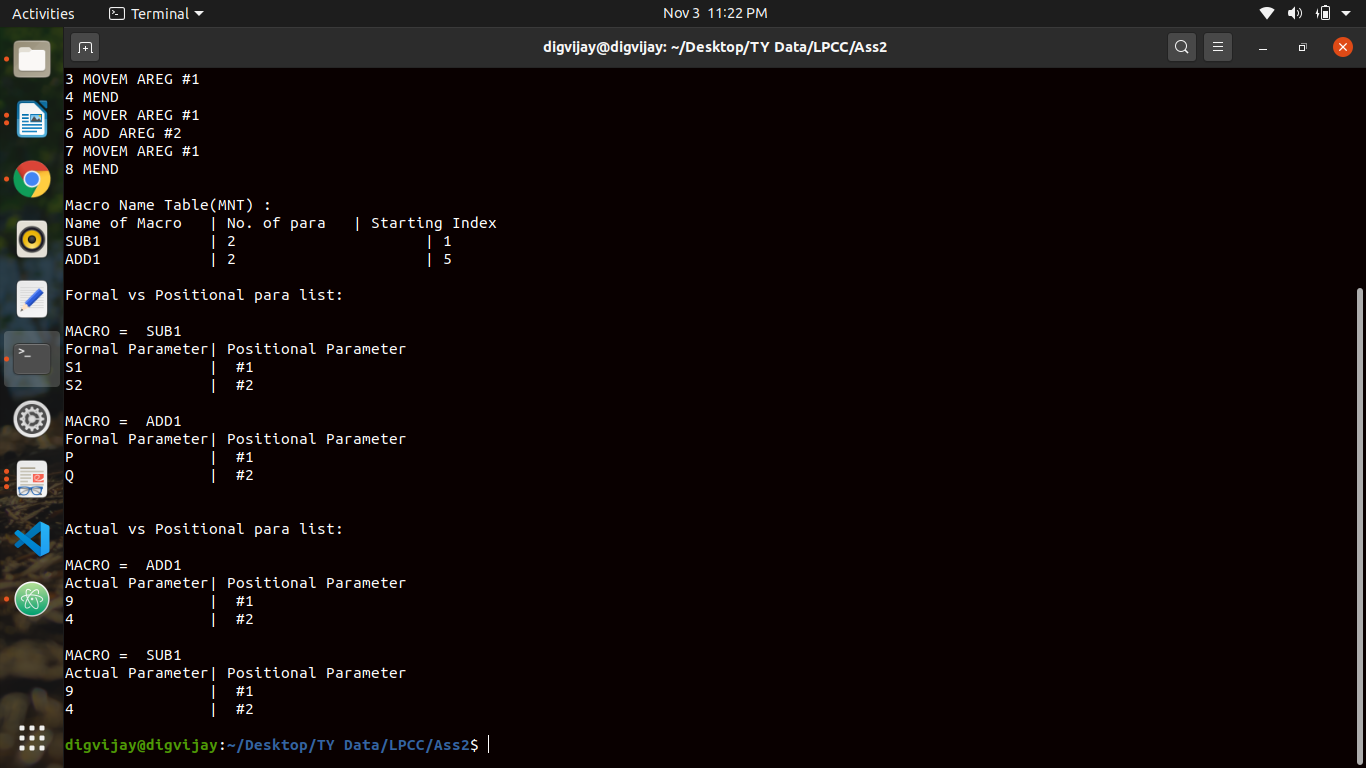 Activities Terminal Nov 3 11:22 PM
digvijay@digvijay: ~/Desktop/TY Data/LPCC/Ass2
3 MOVEM AREG #1
4 MEND
5 MOVER AREG #1
6 ADD AREG #2
7 MOVEM AREG #1
8 MEND
Macro Name Table(MNT) :
Name of Macro | No. of para | Starting Index
SUB1 | 2 | 1
ADD1 | 2 | 5
Formal vs Positional para list:
MACRO = SUB1
Formal Parameter| Positional Parameter
S1 | #1
S2 | #2
MACRO = ADD1
Formal Parameter| Positional Parameter
P | #1
Q | #2
Actual vs Positional para list:
MACRO = ADD1
Actual Parameter| Positional Parameter
9 | #1
4 | #2
MACRO = SUB1
Actual Parameter| Positional Parameter
9 | #1
4 | #2
digvijay@digvijay:~/Desktop/TY Data/LPCC/Ass2$